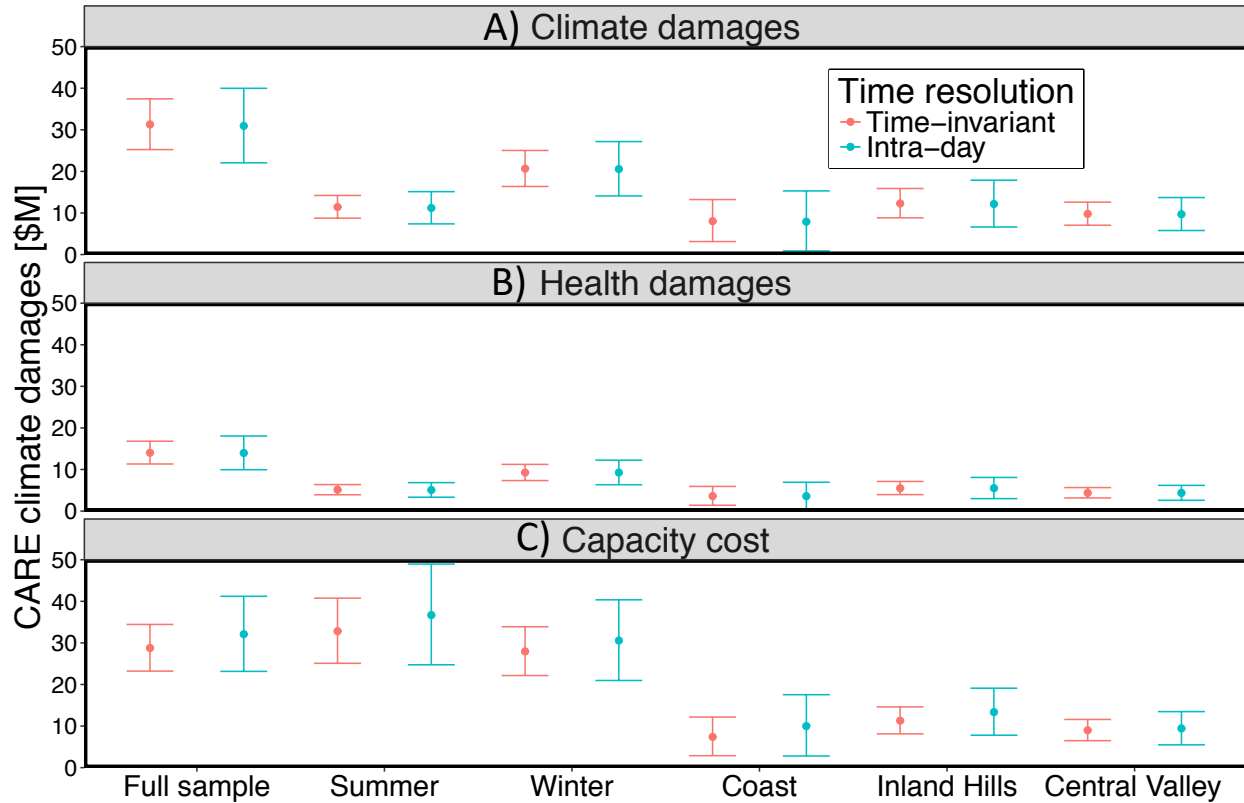 A) Climate damages
50
40
30
20
10
0
Time resolution
Time−invariant
Intra−day
CARE climate damages [$M]
B) Health damages
50
40
30
20
10
0
C) Capacity cost
50
40
30
20
10
0
Full sample Summer Winter Coast Inland Hills Central Valley